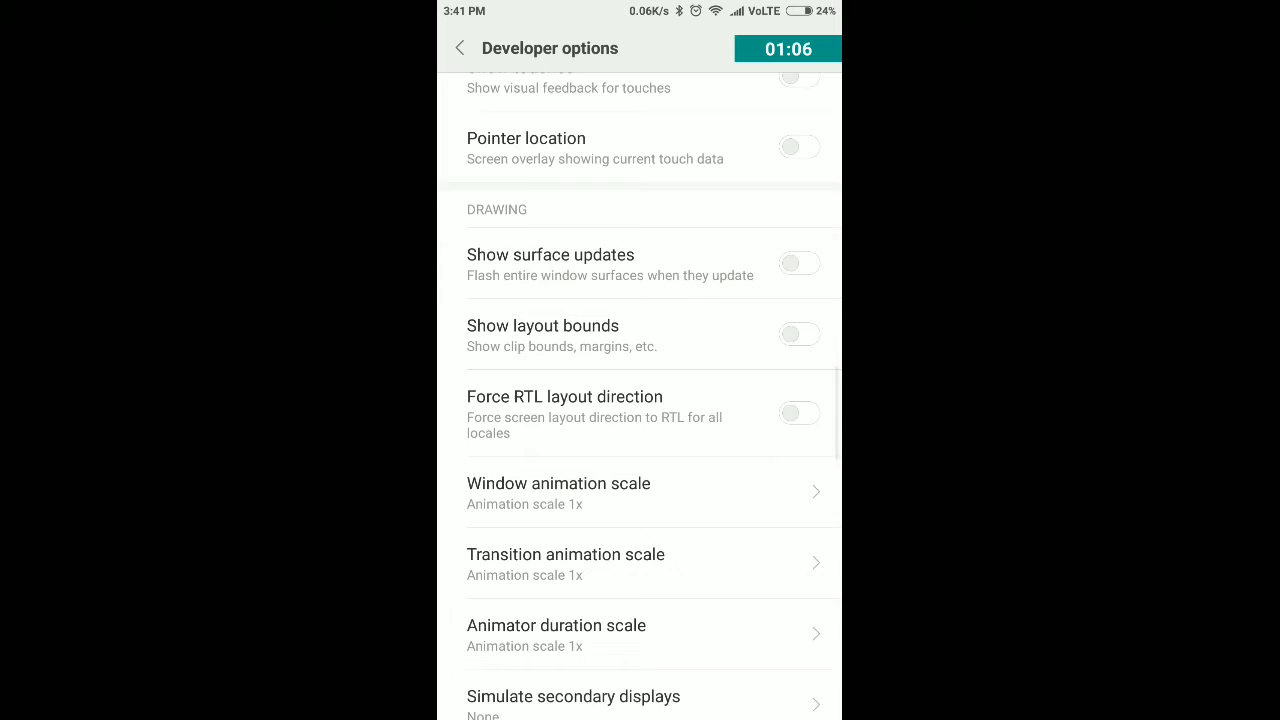 3:41 PM 0.06K/s VoLTE 24%
Developer options 01:06
Show visual feedback for touches
Pointer location
Screen overlay showing current touch data
DRAWING
Show surface updates
Flash entire window surfaces when they update
Show layout bounds
Show clip bounds, margins, etc.
Force RTL layout direction
Force screen layout direction to RTL for all
locales
Window animation scale
Animation scale 1x
Transition animation scale
Animation scale 1x
Animator duration scale
Animation scale 1x
Simulate secondary displays
None